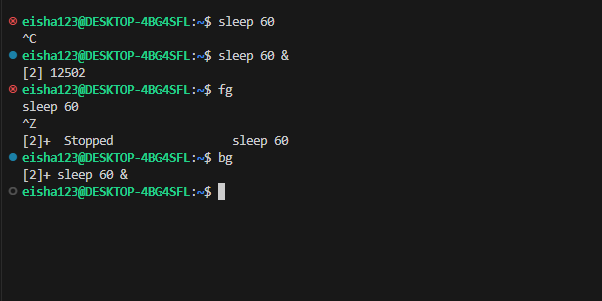 eisha123@DESKTOP-4BG4SFL:~$ sleep 60
^C
eisha123@DESKTOP-4BG4SFL:~$ sleep 60 &
[2] 12502
eisha123@DESKTOP-4BG4SFL:~$ fg
sleep 60
^Z
[2]+  Stopped                 sleep 60
eisha123@DESKTOP-4BG4SFL:~$ bg
[2]+ sleep 60 &
eisha123@DESKTOP-4BG4SFL:~$